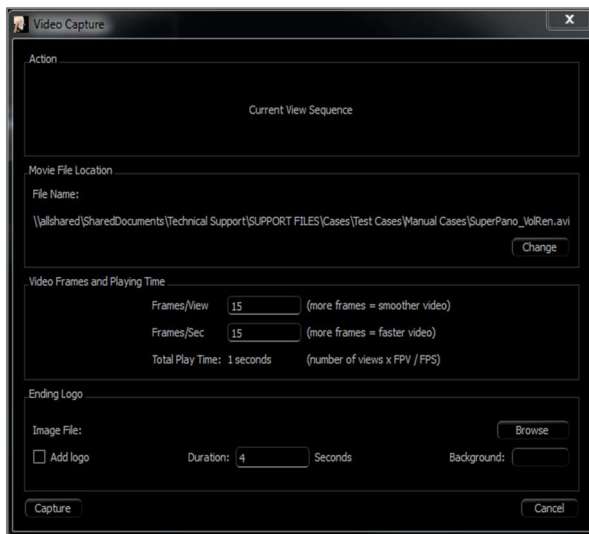 Video Capture
X
Action
Current View Sequence
Movie File Location
File Name:
\\allshared\SharedDocuments\Technical Support\SUPPORT FILES\Cases\Test Cases\Manual Cases\SuperPano_VolRen.avi
Change
Video Frames and Playing Time
Frames/View 15 (more frames = smoother video)
Frames/Sec 15 (more frames = faster video)
Total Play Time: 1 seconds (number of views x FPV / FPS)
Ending Logo
Image File: Browse
Add logo Duration: 4 Seconds Background:
Capture Cancel